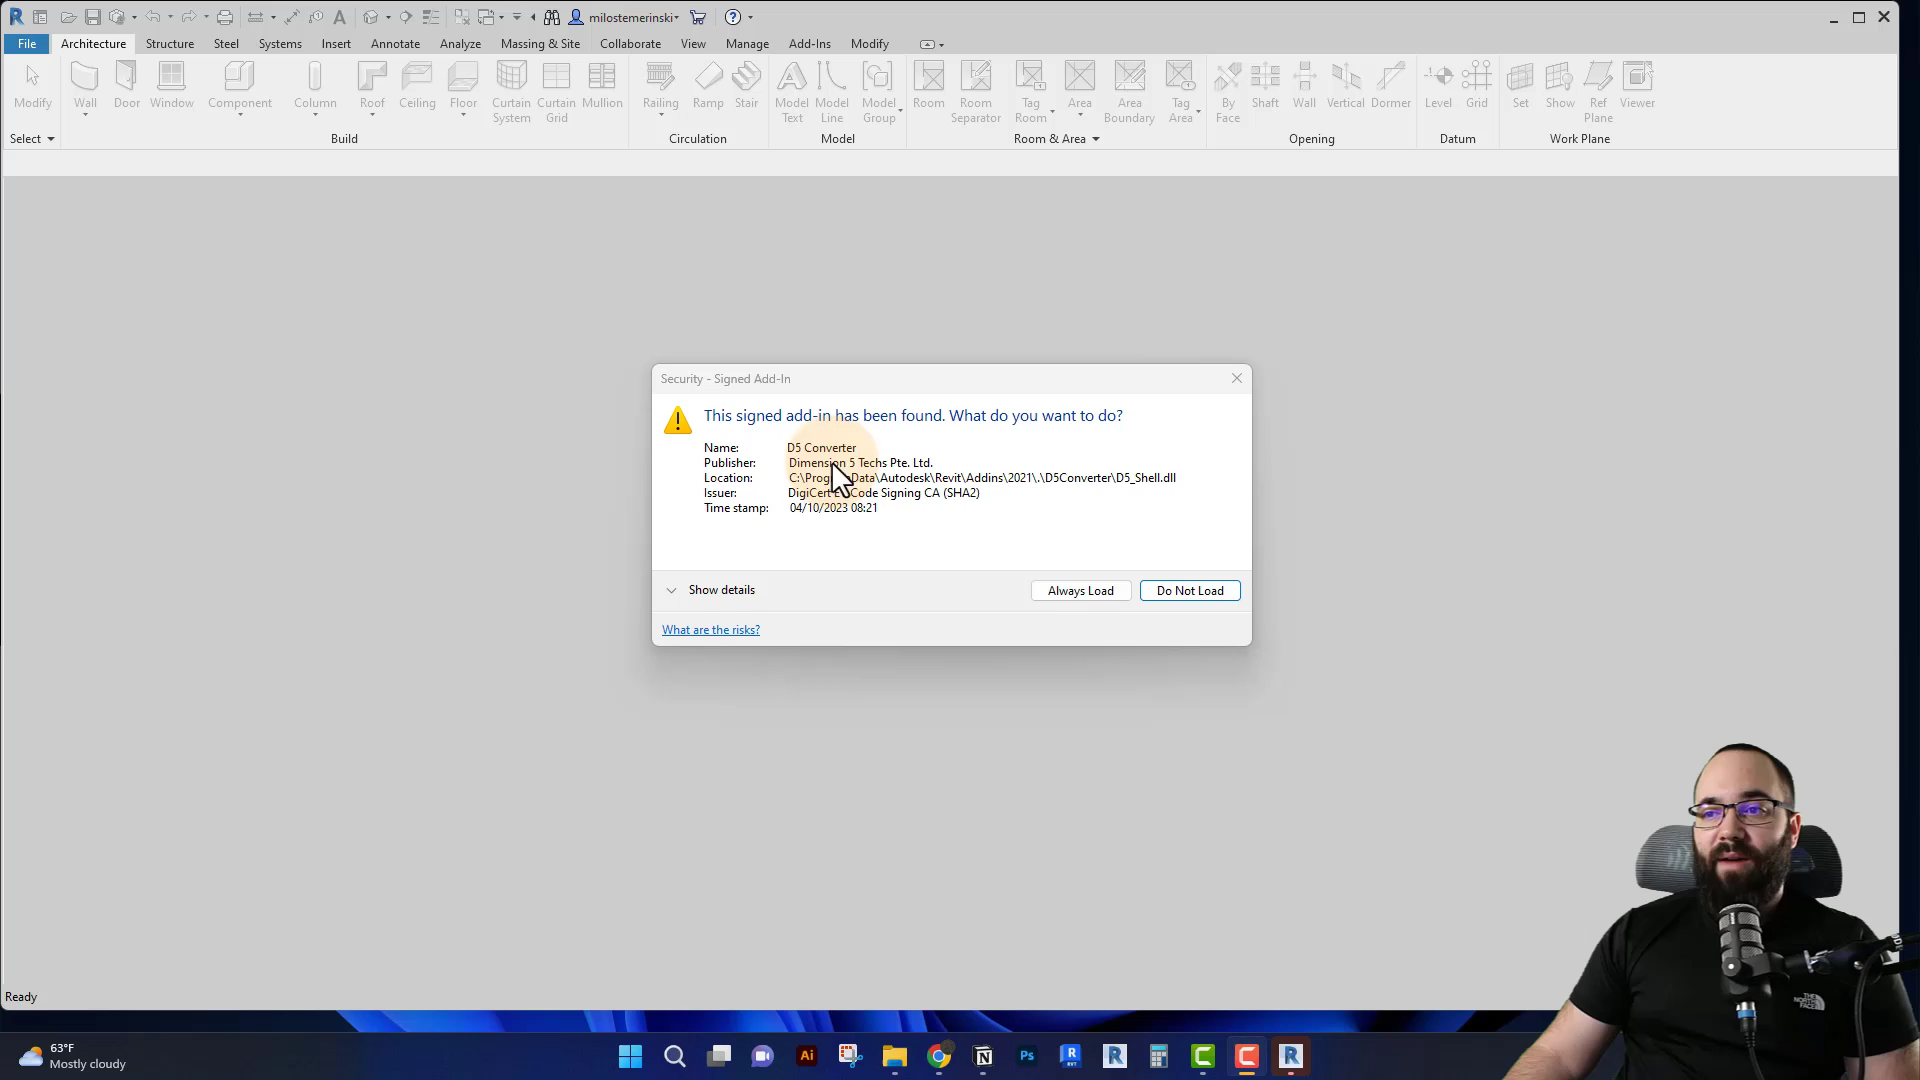 milostemerinski
File Architecture Structure Steel Systems Insert Annotate Analyze Massing & Site Collaborate View Manage Add-Ins Modify
Modify Wall Door Window Component Column Roof Ceiling Floor Curtain System Curtain Grid Mullion Railing Ramp Stair Model Text Model Line Model Group Room Room Separator Tag Room Area Area Boundary Tag Area By Face Shaft Wall Vertical Dormer Level Grid Set Show Ref Plane Viewer
Select Build Circulation Model Room & Area Opening Datum Work Plane
Security - Signed Add-In
This signed add-in has been found. What do you want to do?
Name: D5 Converter
Publisher: Dimension 5 Techs Pte. Ltd.
Location: Data\Autodesk\Revit\Addins\2021\.\D5Converter\D5_Shell.dll
Issuer: DigiCert Code Signing CA (SHA2)
Time stamp: 04/10/2023 08:21
Show details Always Load Do Not Load
What are the risks?
Ready
63°F
Mostly cloudy
Ai
Ps
R
RVT
R
R
THE
NORTH
FACE